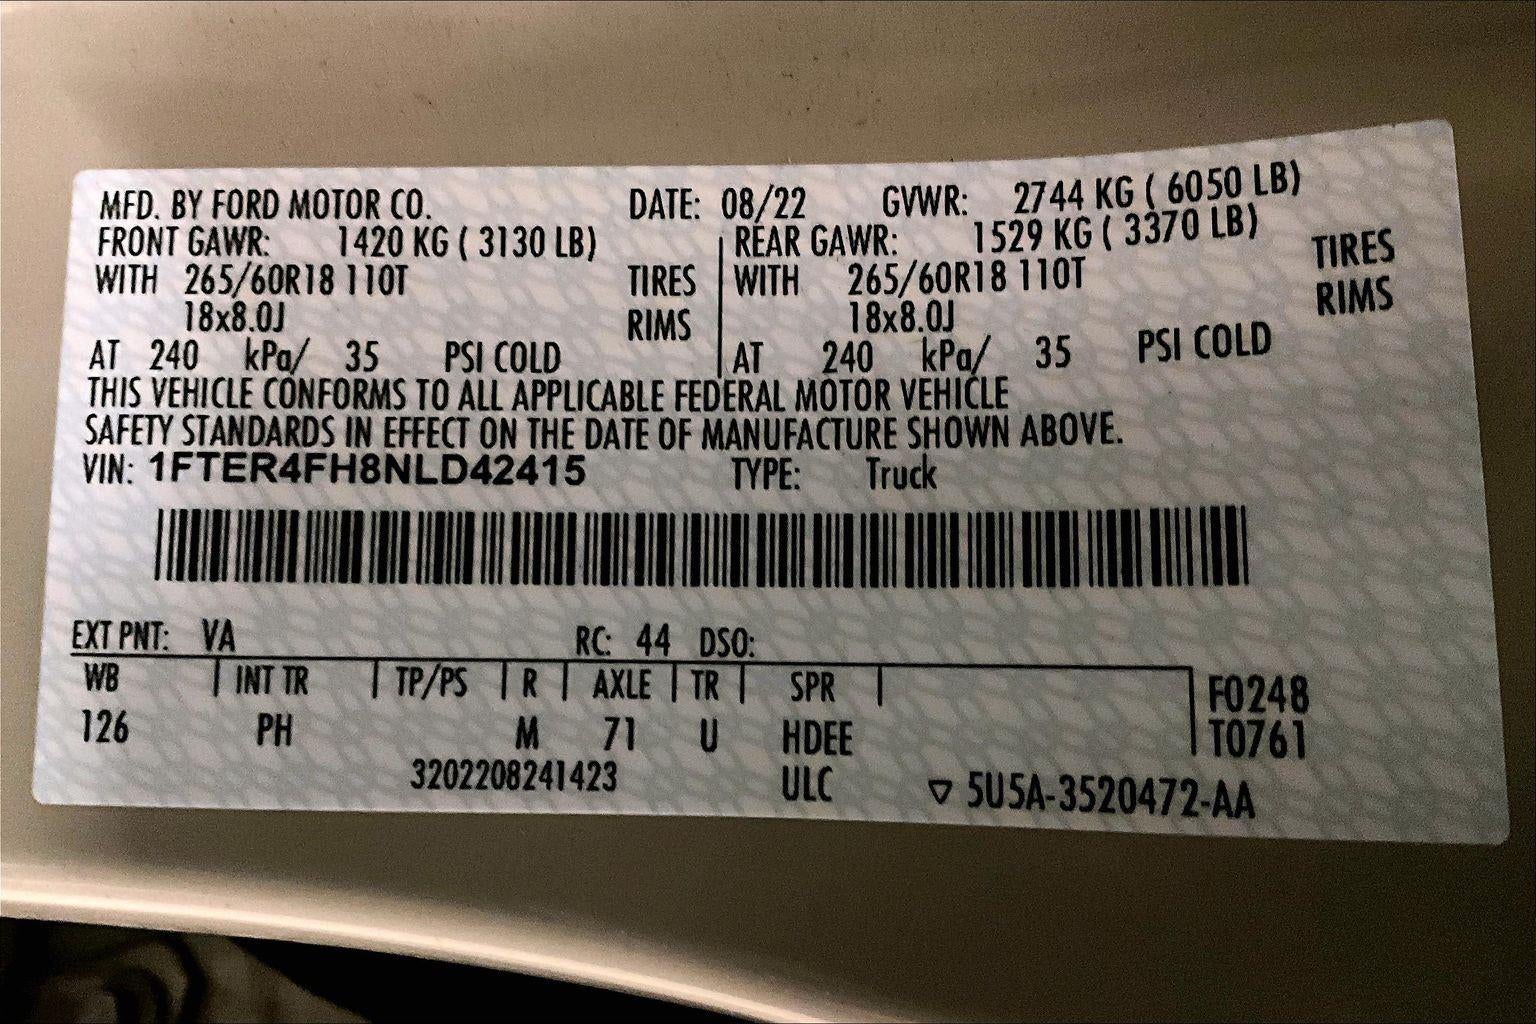 MFD. BY FORD MOTOR CO. DATE: 08/22 GVWR: 2744 KG ( 6050 LB)
FRONT GAWR: 1420 KG ( 3130 LB) REAR GAWR: 1529 KG ( 3370 LB)
WITH 265/60R18 110T TIRES WITH 265/60R18 110T TIRES
18x8.0J RIMS 18x8.0J RIMS
AT 240 kPa/ 35 PSI COLD AT 240 kPa/ 35 PSI COLD
THIS VEHICLE CONFORMS TO ALL APPLICABLE FEDERAL MOTOR VEHICLE
SAFETY STANDARDS IN EFFECT ON THE DATE OF MANUFACTURE SHOWN ABOVE.
VIN: 1FTER4FH8NLD42415 TYPE: Truck
EXT PNT: VA RC: 44 DSO:
WB INT TR TP/PS R AXLE TR SPR F0248
126 PH M 71 U HDEE T0761
3202208241423 ULC ▽ 5U5A-3520472-AA